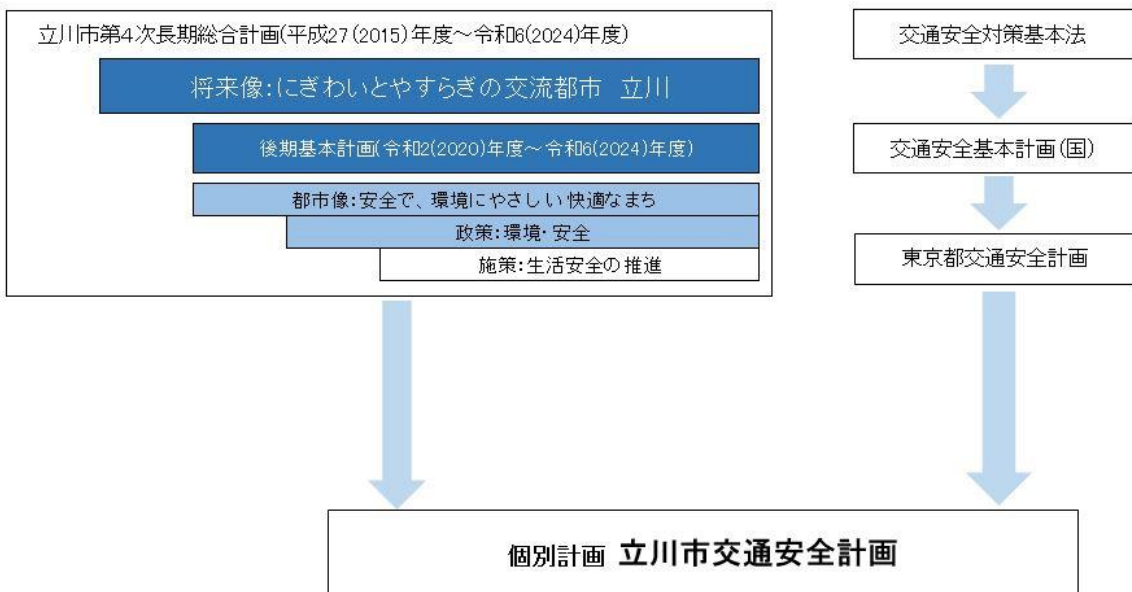 立川市第4次長期総合計画(平成27(2015)年度～令和6(2024)年度)
将来像:にぎわいとやすらぎの交流都市　立川
後期基本計画(令和2(2020)年度～令和6(2024)年度)
都市像:安全で、環境にやさしい快適なまち
政策:環境・安全
施策:生活安全の推進
交通安全対策基本法
交通安全基本計画(国)
東京都交通安全計画
個別計画 立川市交通安全計画